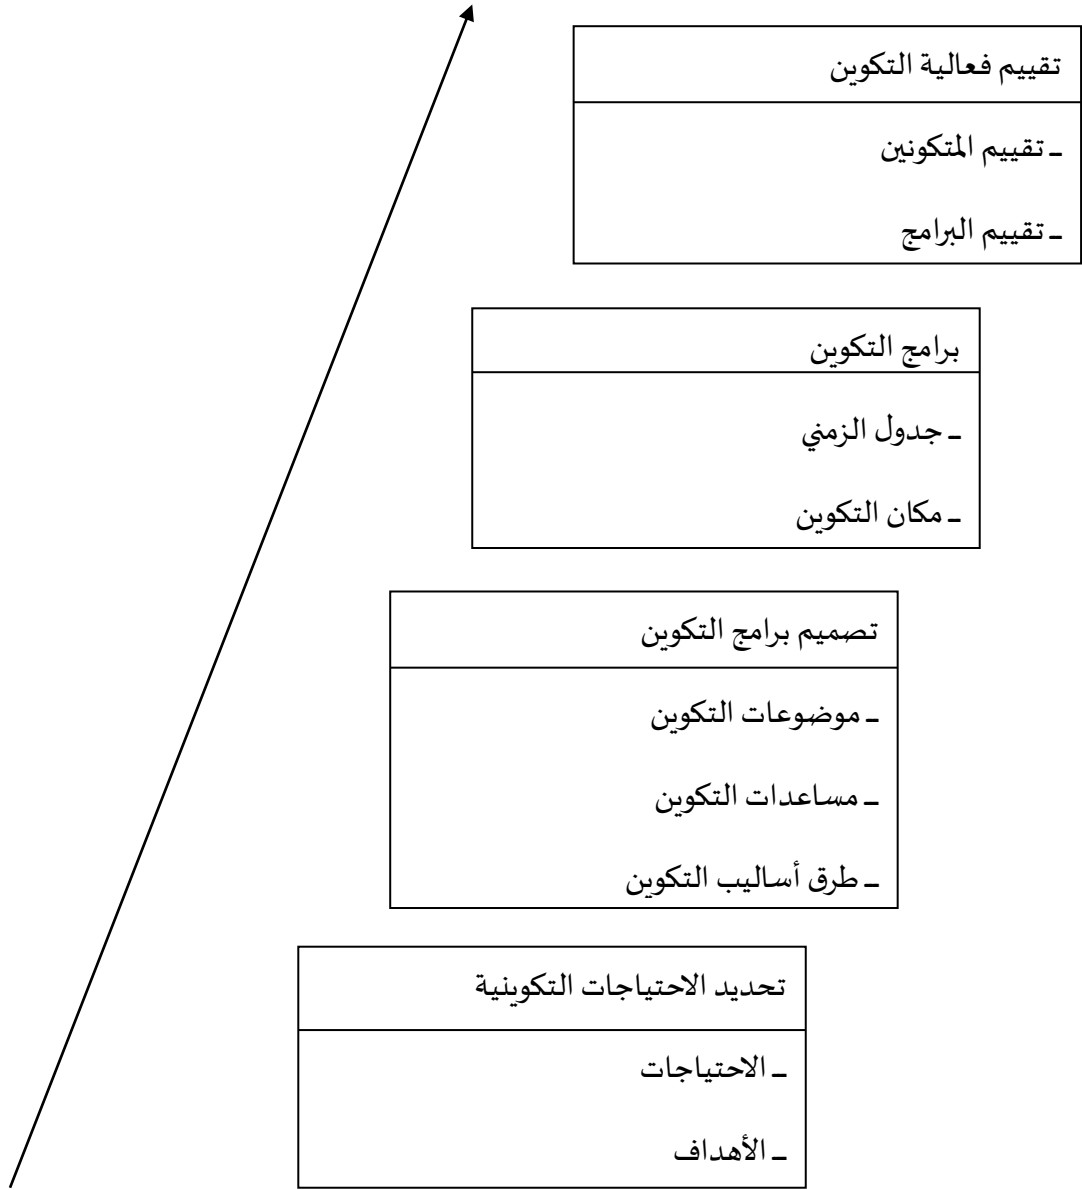 تقييم فعالية التكوين
ـ تقييم المتكونين
ـ تقييم البرامج
برامج التكوين
ـ جدول الزمني
ـ مكان التكوين
تصميم برامج التكوين
ـ موضوعات التكوين
ـ مساعدات التكوين
ـ طرق أساليب التكوين
تحديد الاحتياجات التكوينية
ـ الاحتياجات
ـ الأهداف